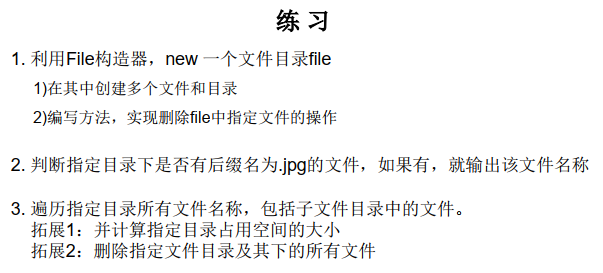 练 习
1. 利用File构造器，new 一个文件目录file
1)在其中创建多个文件和目录
2)编写方法，实现删除file中指定文件的操作
2. 判断指定目录下是否有后缀名为.jpg的文件，如果有，就输出该文件名称
3. 遍历指定目录所有文件名称，包括子文件目录中的文件。
拓展1：并计算指定目录占用空间的大小
拓展2：删除指定文件目录及其下的所有文件